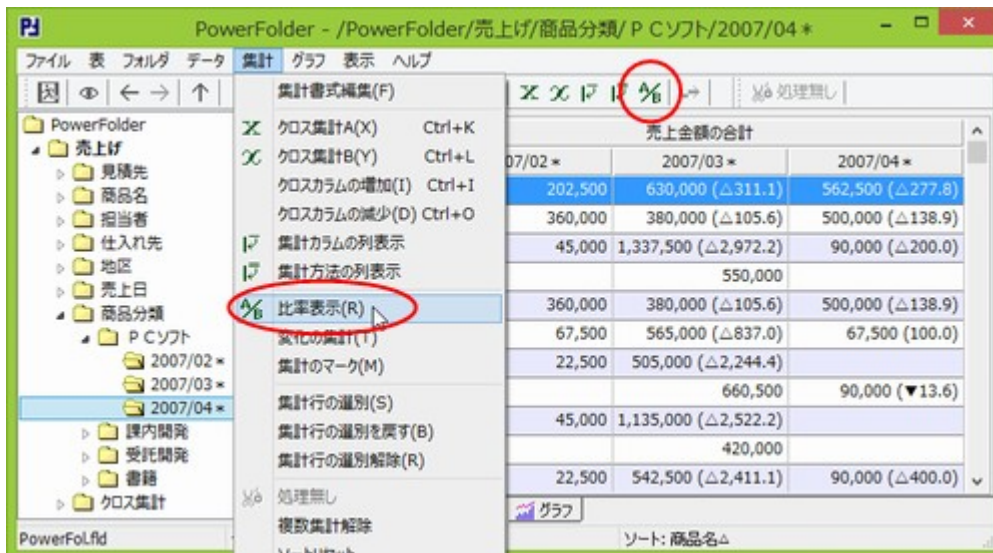 PowerFolder - /PowerFolder/売上げ/商品分類/ＰＣソフト/2007/04＊
ファイル 表 フォルダ データ 集計 グラフ 表示 ヘルプ
処理無し
PowerFolder
売上げ
見積先
商品名
担当者
仕入れ先
地区
売上日
商品分類
ＰＣソフト
2007/02＊
2007/03＊
2007/04＊
課内開発
受託開発
書籍
クロス集計
集計書式編集(F)
クロス集計A(X) Ctrl+K
クロス集計B(Y) Ctrl+L
クロスカラムの増加(I) Ctrl+I
クロスカラムの減少(D) Ctrl+O
集計カラムの列表示
集計方法の列表示
比率表示(R)
変化の集計(T)
集計のマーク(M)
集計行の選別(S)
集計行の選別を戻す(B)
集計行の選別解除(R)
処理無し
複数集計解除
ソートリセット
売上金額の合計
07/02＊ 2007/03＊ 2007/04＊
202,500 630,000 (△311.1) 562,500 (△277.8)
360,000 380,000 (△105.6) 500,000 (△138.9)
45,000 1,337,500 (△2,972.2) 90,000 (△200.0)
550,000
360,000 380,000 (△105.6) 500,000 (△138.9)
67,500 565,000 (△837.0) 67,500 (100.0)
22,500 505,000 (△2,244.4)
660,500 90,000 (▼13.6)
45,000 1,135,000 (△2,522.2)
420,000
22,500 542,500 (△2,411.1) 90,000 (△400.0)
グラフ
PowerFol.fld
ソート: 商品名△